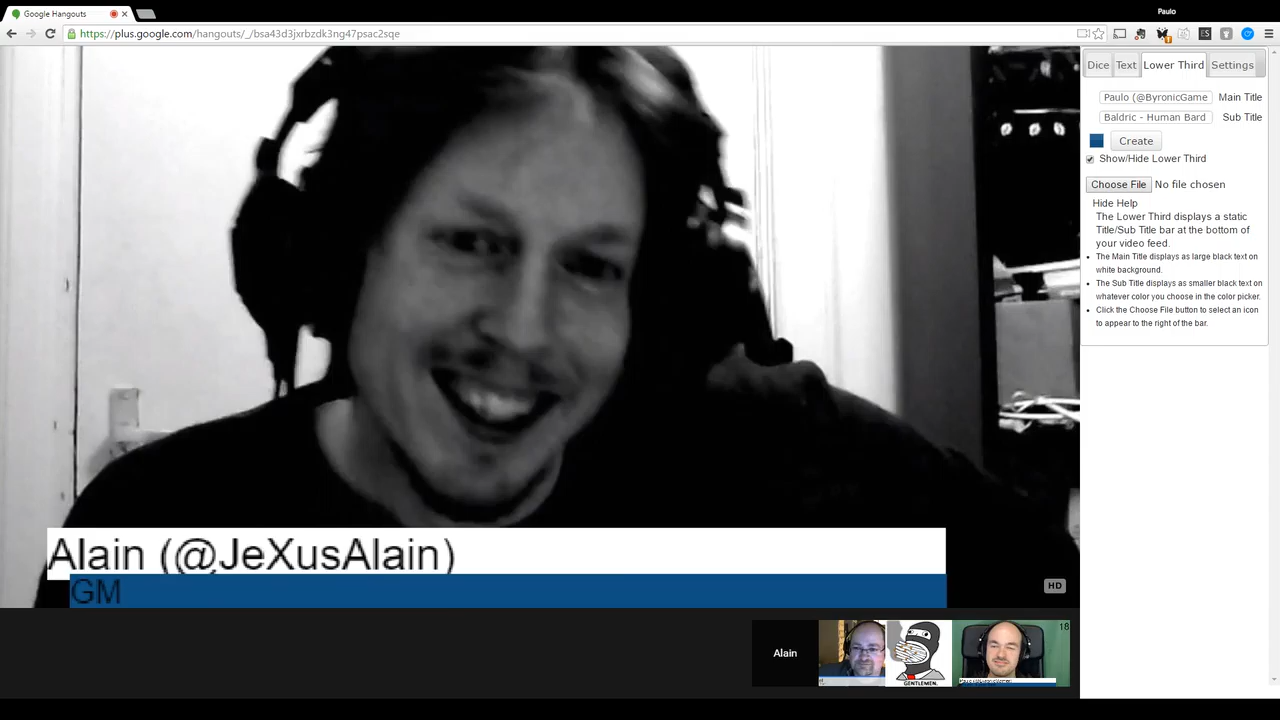 Paulo
Google Hangouts
https://plus.google.com/hangouts/_/bsa43d3jxrbzdk3ng47psac2sqe
Dice Text Lower Third Settings
Paulo (@ByronicGame Main Title
Baldric - Human Bard Sub Title
Create
Show/Hide Lower Third
Choose File No file chosen
Hide Help
The Lower Third displays a static
Title/Sub Title bar at the bottom of
your video feed.
The Main Title displays as large black text on
white background.
The Sub Title displays as smaller black text on
whatever color you choose in the color picker.
Click the Choose File button to select an icon
to appear to the right of the bar.
Alain (@JeXusAlain)
GM
HD
Alain
GENTLEMEN.
18